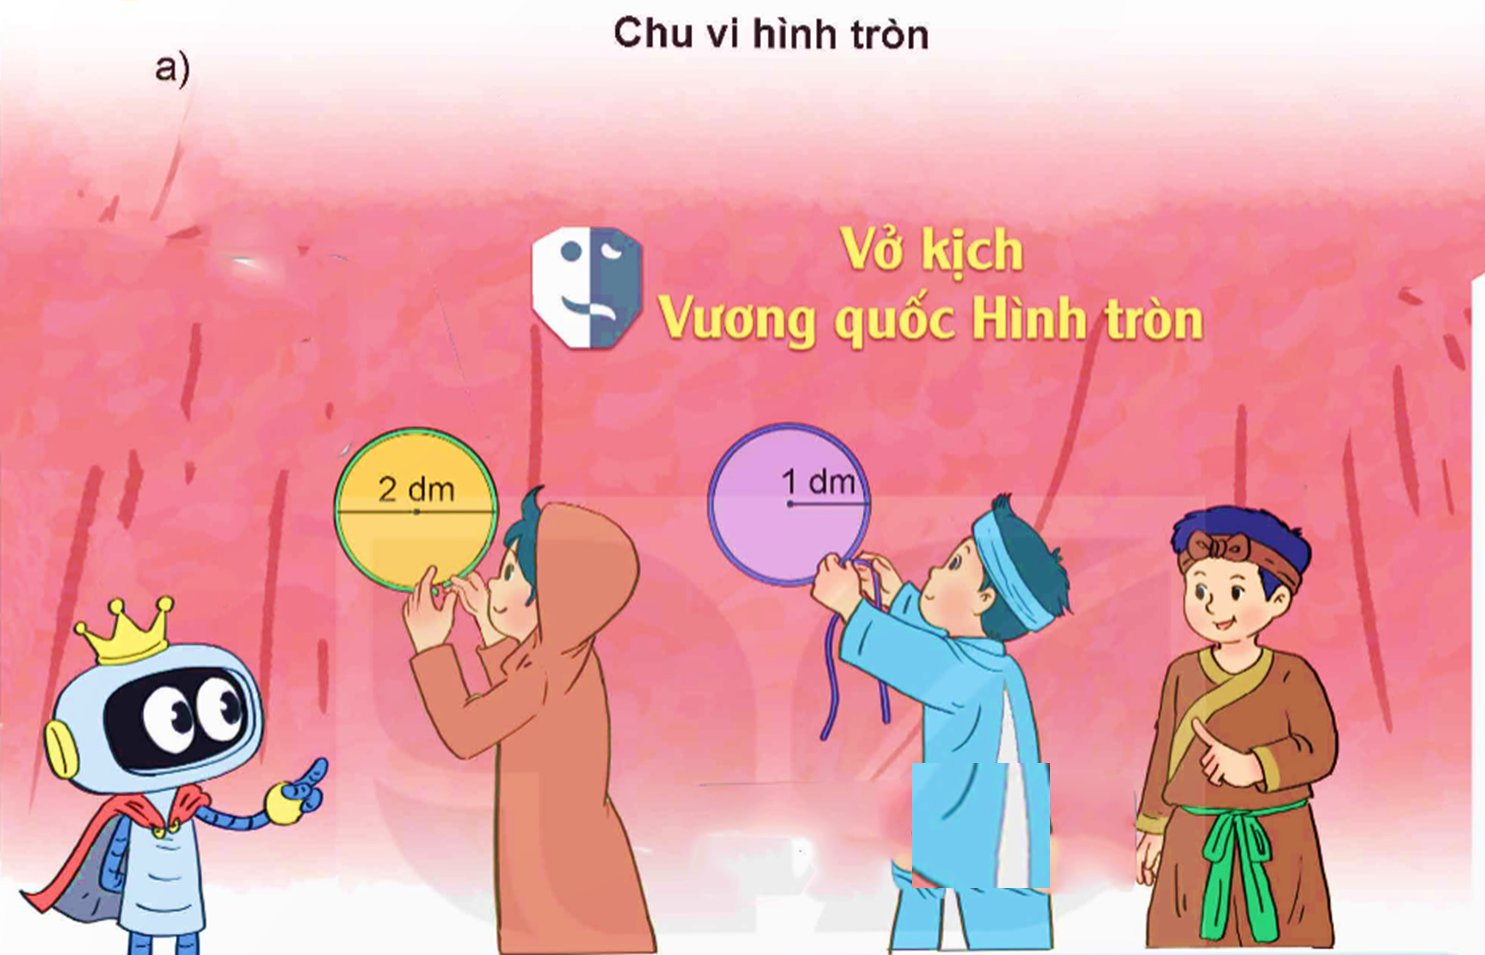 Chu vi hình tròn
a)
Vở kịch
Vương quốc Hình tròn
2 dm
1 dm